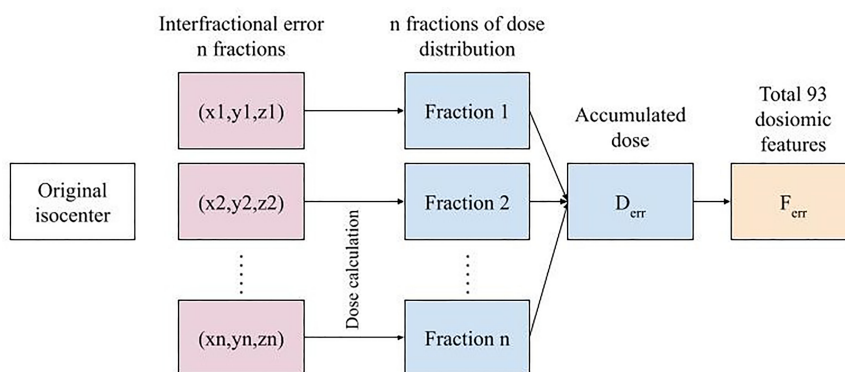 Interfractional error
n fractions
n fractions of dose
distribution
Total 93
dosiomic
features
Accumulated
dose
Original
isocenter
(x1,y1,z1)
Fraction 1
(x2,y2,z2)
Fraction 2
Derr
Ferr
Dose calculation
(xn,yn,zn)
Fraction n